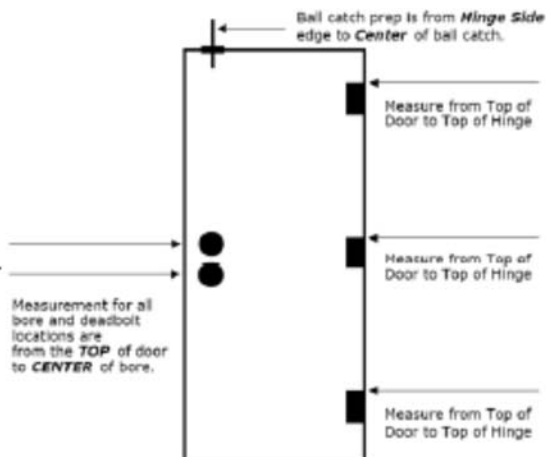 Ball catch prep is from Hinge Side
edge to Center of ball catch.
Measure from Top of
Door to Top of Hinge
Measure from Top of
Door to Top of Hinge
Measurement for all
bore and deadbolt
locations are
from the TOP of door
to CENTER of bore.
Measure from Top of
Door to Top of Hinge